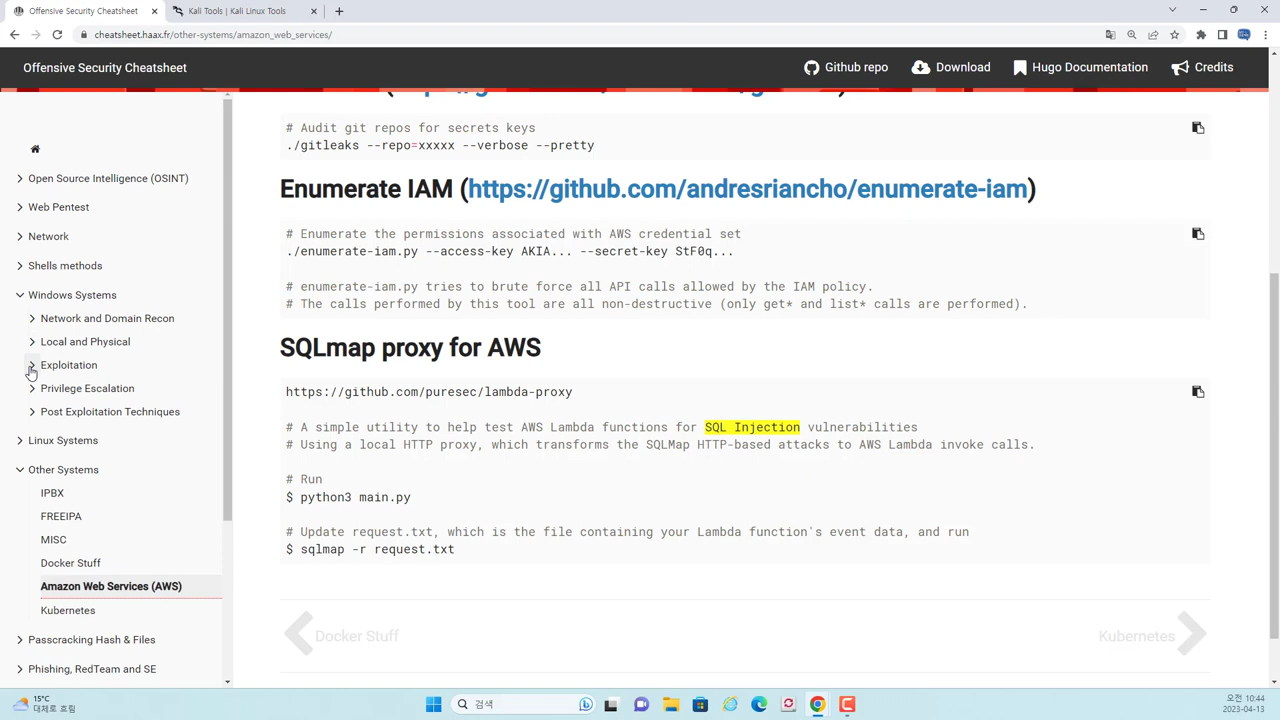 Offensive Security Cheatsheet
Kali Tools | Kali Linux Tools
cheatsheet.haax.fr/other-systems/amazon_web_services/
Offensive Security Cheatsheet
Github repo
Download
Hugo Documentation
Credits
Open Source Intelligence (OSINT)
Web Pentest
Network
Shells methods
Windows Systems
Network and Domain Recon
Local and Physical
Exploitation
Privilege Escalation
Post Exploitation Techniques
Linux Systems
Other Systems
IPBX
FREEIPA
MISC
Docker Stuff
Amazon Web Services (AWS)
Kubernetes
Passcracking Hash & Files
Phishing, RedTeam and SE
# Audit git repos for secrets keys
./gitleaks --repo=xxxxx --verbose --pretty
Enumerate IAM (https://github.com/andresriancho/enumerate-iam)
# Enumerate the permissions associated with AWS credential set
./enumerate-iam.py --access-key AKIA... --secret-key StF0q...
# enumerate-iam.py tries to brute force all API calls allowed by the IAM policy.
# The calls performed by this tool are all non-destructive (only get* and list* calls are performed).
SQLmap proxy for AWS
https://github.com/puresec/lambda-proxy
# A simple utility to help test AWS Lambda functions for SQL Injection vulnerabilities
# Using a local HTTP proxy, which transforms the SQLMap HTTP-based attacks to AWS Lambda invoke calls.
# Run
$ python3 main.py
# Update request.txt, which is the file containing your Lambda function's event data, and run
$ sqlmap -r request.txt
Docker Stuff
Kubernetes
15°C
대체로 흐림
검색
오전 10:44
2023-04-13